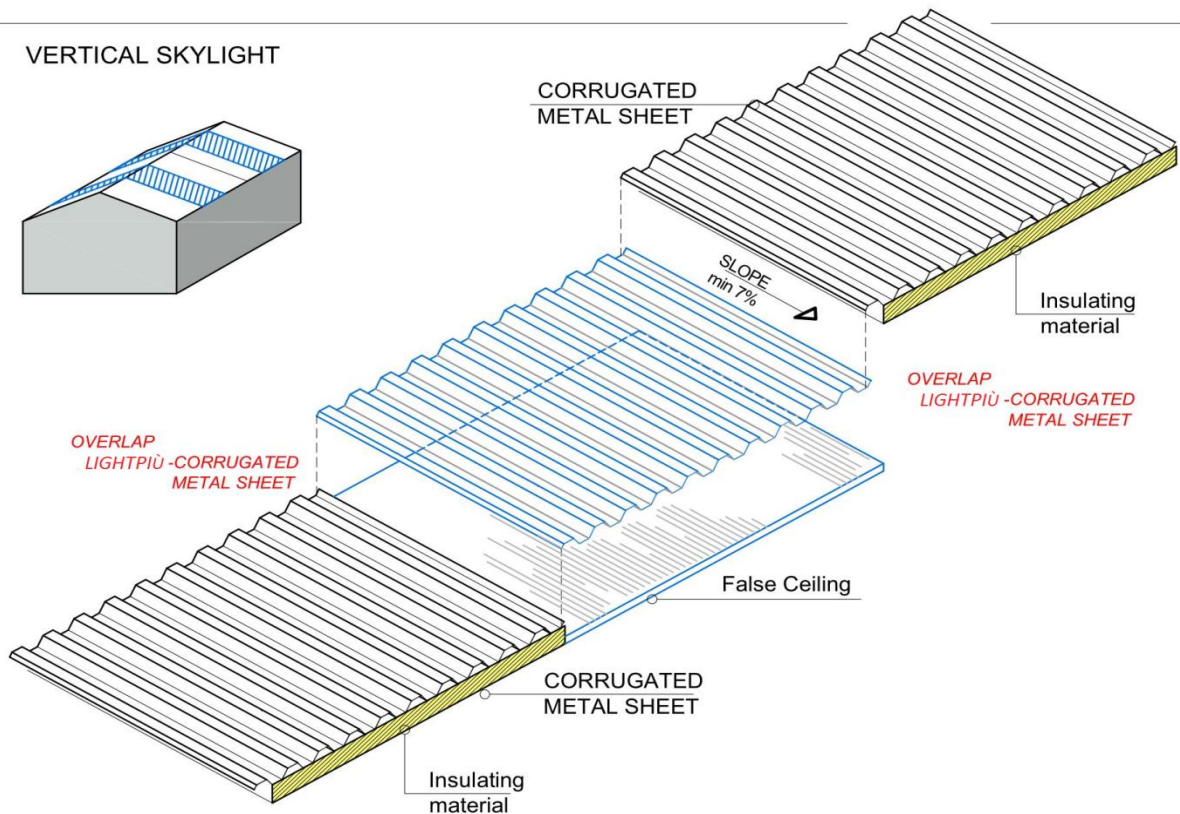 VERTICAL SKYLIGHT
CORRUGATED
METAL SHEET
SLOPE
min 7%
Insulating
material
OVERLAP
LIGHTPIÙ -CORRUGATED
METAL SHEET
OVERLAP
LIGHTPIÙ -CORRUGATED
METAL SHEET
False Ceiling
CORRUGATED
METAL SHEET
Insulating
material